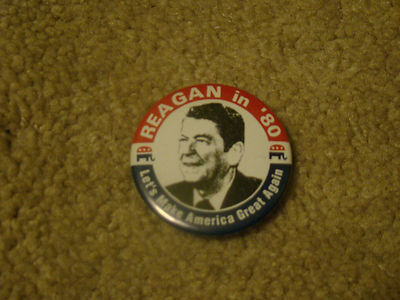 REAGAN in '80
Let's Make America Great Again